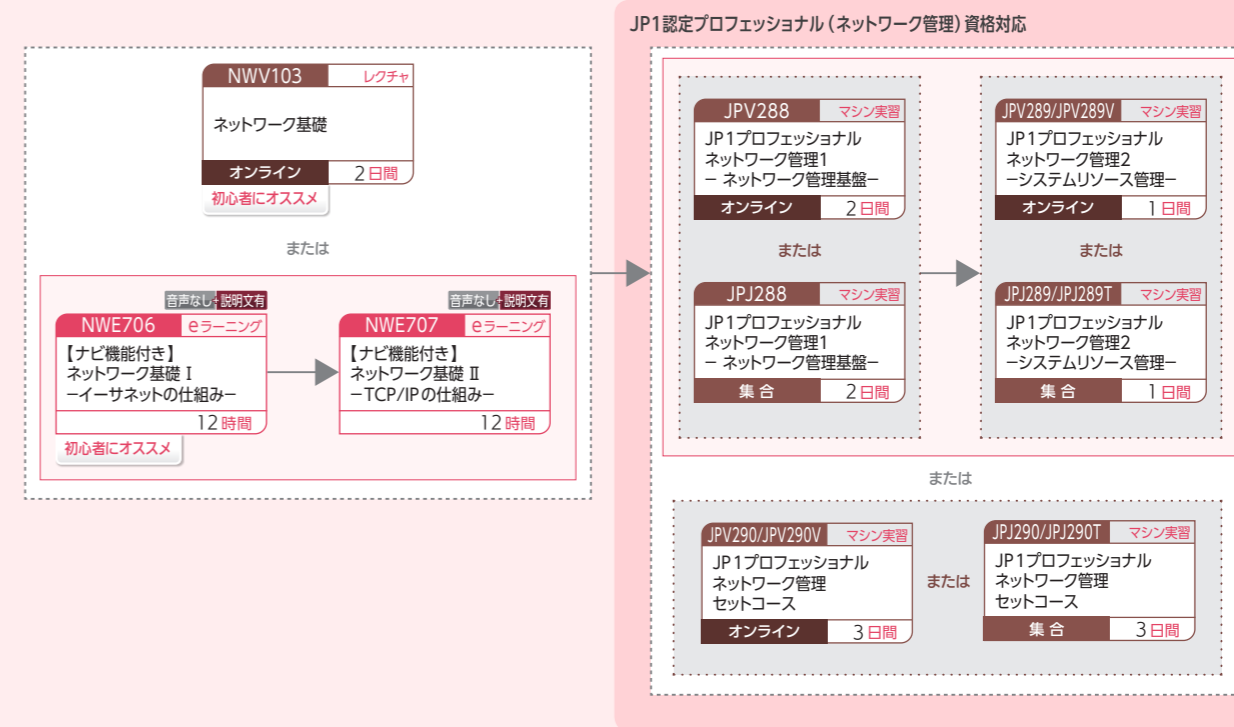 JP1認定プロフェッショナル（ネットワーク管理）資格対応
NWV103 レクチャ
ネットワーク基礎
オンライン 2日間
初心者にオススメ
または
音声なし+説明文有
NWE706 eラーニング
【ナビ機能付き】
ネットワーク基礎 Ⅰ
−イーサネットの仕組み−
12時間
初心者にオススメ
音声なし+説明文有
NWE707 eラーニング
【ナビ機能付き】
ネットワーク基礎 Ⅱ
−TCP/IPの仕組み−
12時間
JPV288 マシン実習
JP1プロフェッショナル
ネットワーク管理1
− ネットワーク管理基盤−
オンライン 2日間
または
JPJ288 マシン実習
JP1プロフェッショナル
ネットワーク管理1
− ネットワーク管理基盤−
集合 2日間
JPV289/JPV289V マシン実習
JP1プロフェッショナル
ネットワーク管理2
−システムリソース管理−
オンライン 1日間
または
JPJ289/JPJ289T マシン実習
JP1プロフェッショナル
ネットワーク管理2
−システムリソース管理−
集合 1日間
または
JPV290/JPV290V マシン実習
JP1プロフェッショナル
ネットワーク管理
セットコース
オンライン 3日間
または
JPJ290/JPJ290T マシン実習
JP1プロフェッショナル
ネットワーク管理
セットコース
集合 3日間